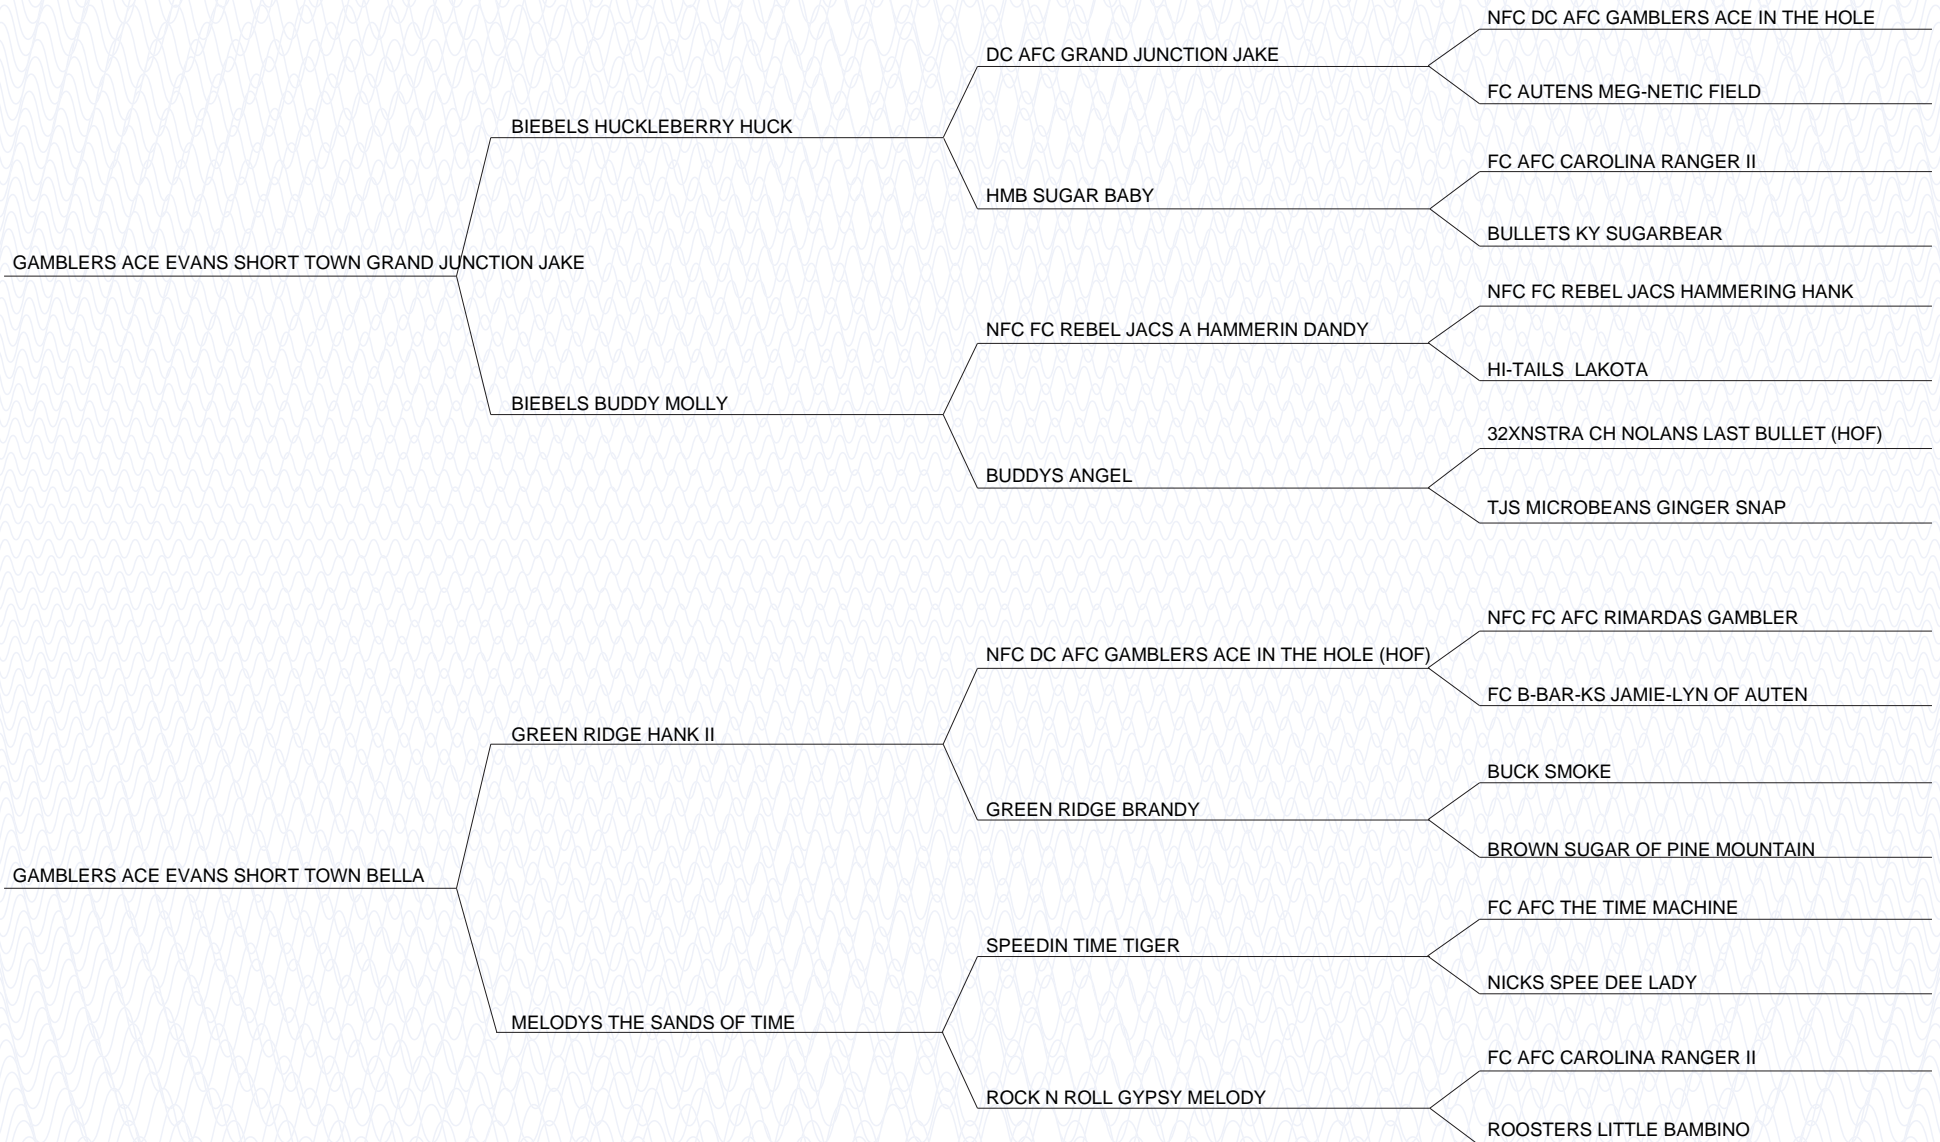 NFC DC AFC GAMBLERS ACE IN THE HOLE
DC AFC GRAND JUNCTION JAKE
FC AUTENS MEG-NETIC FIELD
BIEBELS HUCKLEBERRY HUCK
FC AFC CAROLINA RANGER II
HMB SUGAR BABY
BULLETS KY SUGARBEAR
GAMBLERS ACE EVANS SHORT TOWN GRAND JUNCTION JAKE
NFC FC REBEL JACS HAMMERING HANK
NFC FC REBEL JACS A HAMMERIN DANDY
HI-TAILS  LAKOTA
BIEBELS BUDDY MOLLY
32XNSTRA CH NOLANS LAST BULLET (HOF)
BUDDYS ANGEL
TJS MICROBEANS GINGER SNAP
NFC FC AFC RIMARDAS GAMBLER
NFC DC AFC GAMBLERS ACE IN THE HOLE (HOF)
FC B-BAR-KS JAMIE-LYN OF AUTEN
GREEN RIDGE HANK II
BUCK SMOKE
GREEN RIDGE BRANDY
BROWN SUGAR OF PINE MOUNTAIN
GAMBLERS ACE EVANS SHORT TOWN BELLA
FC AFC THE TIME MACHINE
SPEEDIN TIME TIGER
NICKS SPEE DEE LADY
MELODYS THE SANDS OF TIME
FC AFC CAROLINA RANGER II
ROCK N ROLL GYPSY MELODY
ROOSTERS LITTLE BAMBINO